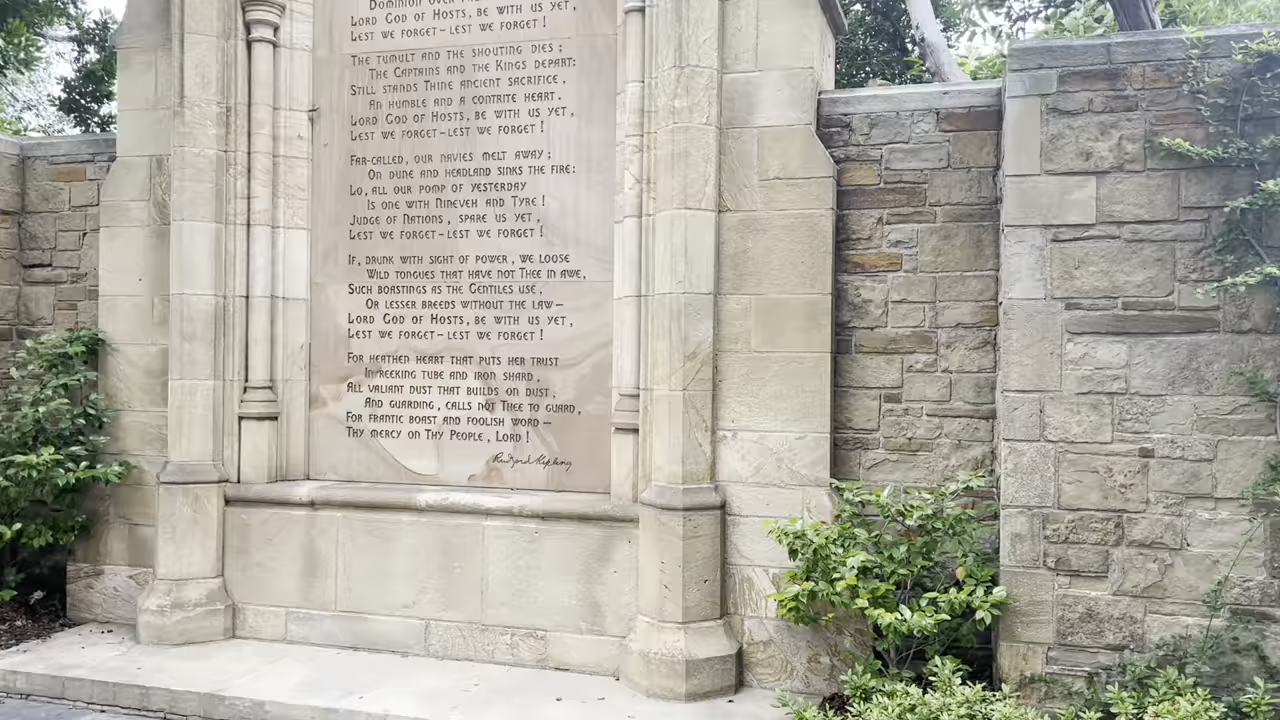 Dominion over
Lord God of Hosts, be with us yet,
Lest we forget–lest we forget!
The tumult and the shouting dies;
The Captains and the Kings depart:
Still stands Thine ancient sacrifice,
An humble and a contrite heart.
Lord God of Hosts, be with us yet,
Lest we forget–lest we forget!
Far-called, our navies melt away;
On dune and headland sinks the fire:
Lo, all our pomp of yesterday
Is one with Nineveh and Tyre!
Judge of Nations, spare us yet,
Lest we forget–lest we forget!
If, drunk with sight of power, we loose
Wild tongues that have not Thee in awe,
Such boastings as the Gentiles use,
Or lesser breeds without the law—
Lord God of Hosts, be with us yet,
Lest we forget–lest we forget!
For heathen heart that puts her trust
In reeking tube and iron shard,
All valiant dust that builds on dust,
And guarding, calls not Thee to guard,
For frantic boast and foolish word—
Thy mercy on Thy People, Lord!
Rudyard Kipling